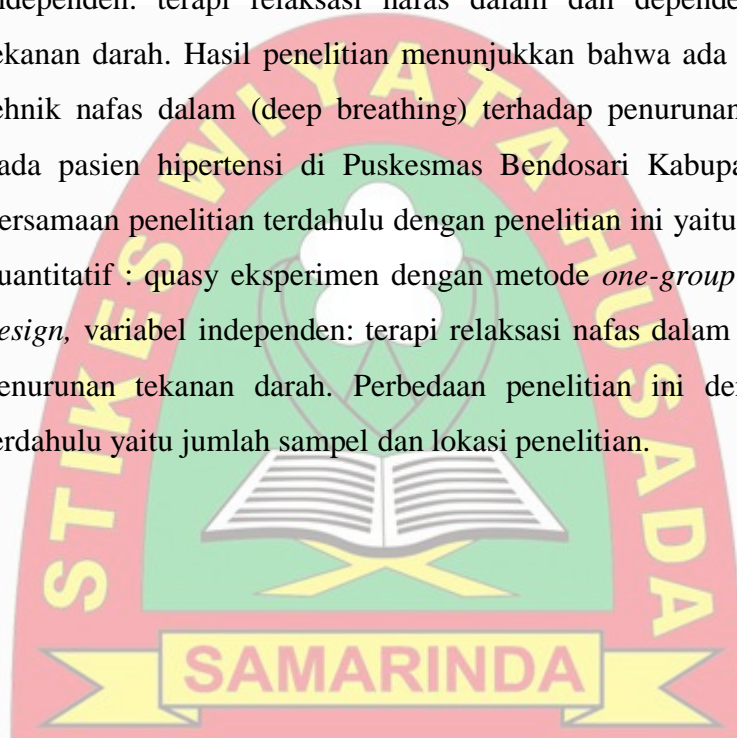 ndependen: terapi relaksasi nafas dalam dan depende
ekanan darah. Hasil penelitian menunjukkan bahwa ada
ehnik nafas dalam (deep breathing) terhadap penurunan
ada pasien hipertensi di Puskesmas Bendosari Kabupa
ersamaan penelitian terdahulu dengan penelitian ini yaitu
uantitatif : quasy eksperimen dengan metode one-group
esign, variabel independen: terapi relaksasi nafas dalam
enurunan tekanan darah. Perbedaan penelitian ini de
erdahulu yaitu jumlah sampel dan lokasi penelitian.
STIKES WIYATA HUSADA
SAMARINDA